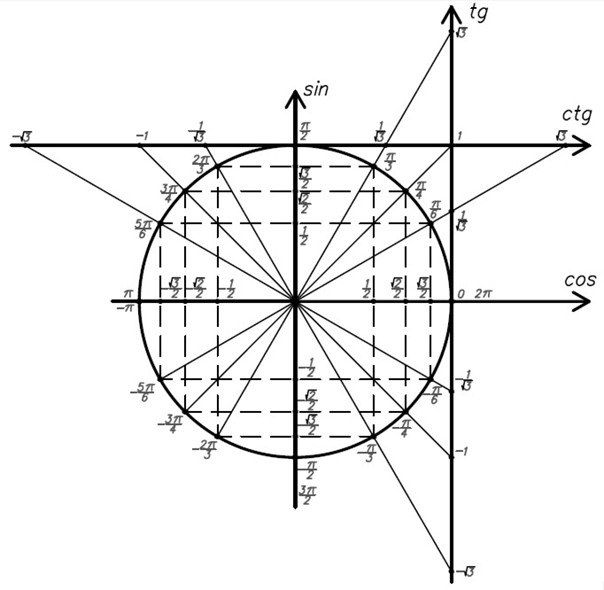 tg
√3
sin
ctg
-√3
-1
-1/√3
π/2
1/√3
1
√3
2π/3
π/3
√3/2
3π/4
√2/2
π/4
5π/6
π/6
1/√3
1/2
cos
π
-√3/2
-√2/2
-1/2
1/2
√2/2
√3/2
0
2π
-π
-1/2
-1/√3
-5π/6
-π/6
-√2/2
-3π/4
-√3/2
-π/4
-2π/3
-π/3
-1
-π/2
3π/2
-√3